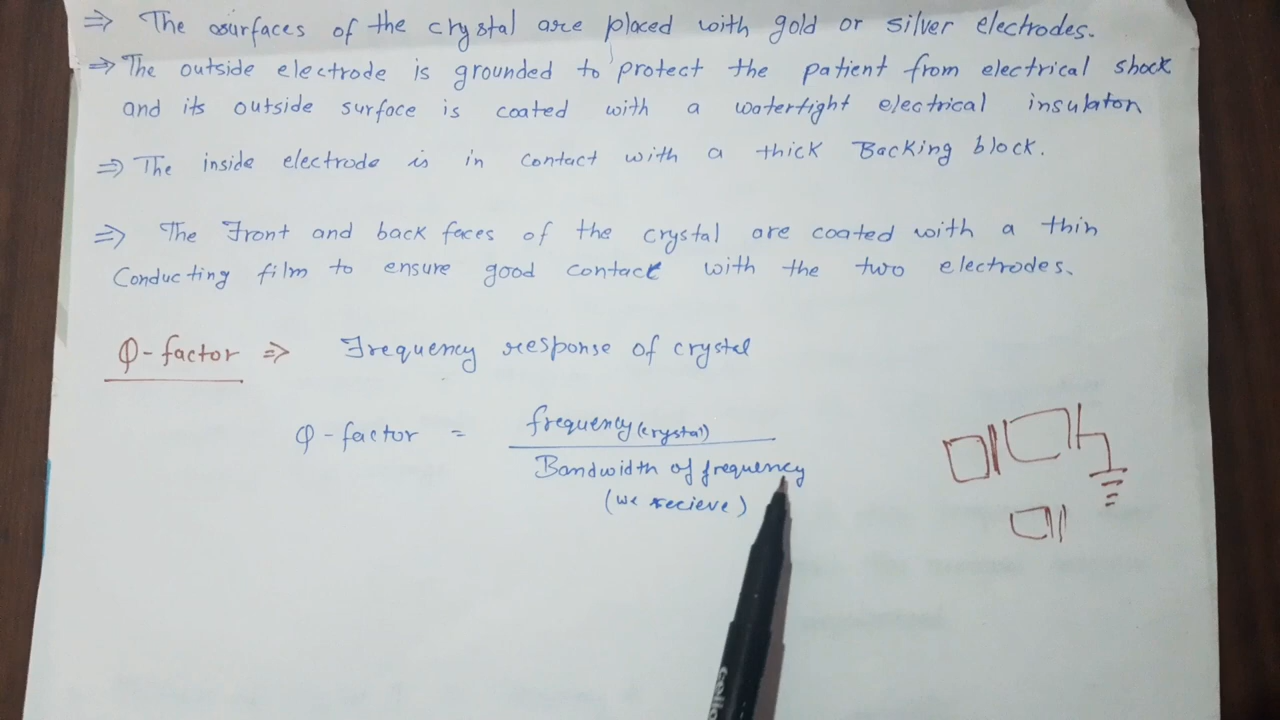 ⇒ The surfaces of the crystal are placed with gold or silver electrodes.
⇒ The outside electrode is grounded to protect the patient from electrical shock
and its outside surface is coated with a watertight electrical insulator
⇒ The inside electrode is in contact with a thick Backing block.
⇒ The Front and back faces of the crystal are coated with a thin
Conducting film to ensure good contact with the two electrodes.
Q-factor ⇒ Frequency response of crystal
Q-factor = frequency (crystal)
Bandwidth of frequency
(we recieve)
cello